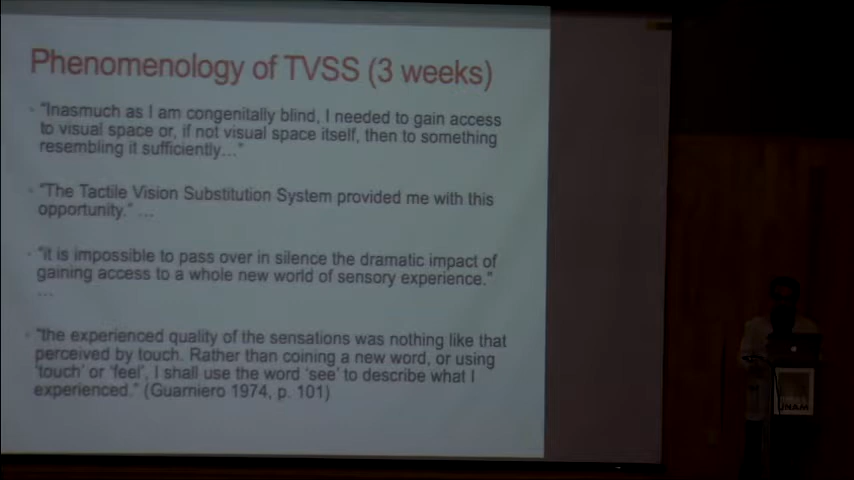 Phenomenology of TVSS (3 weeks)
"Inasmuch as I am congenitally blind, I needed to gain access
to visual space or, if not visual space itself, then to something
resembling it sufficiently…"
"The Tactile Vision Substitution System provided me with this
opportunity." …
"it is impossible to pass over in silence the dramatic impact of
gaining access to a whole new world of sensory experience."
…
"the experienced quality of the sensations was nothing like that
perceived by touch. Rather than coining a new word, or using
'touch' or 'feel', I shall use the word 'see' to describe what I
experienced." (Guarniero 1974, p. 101)
UNAM